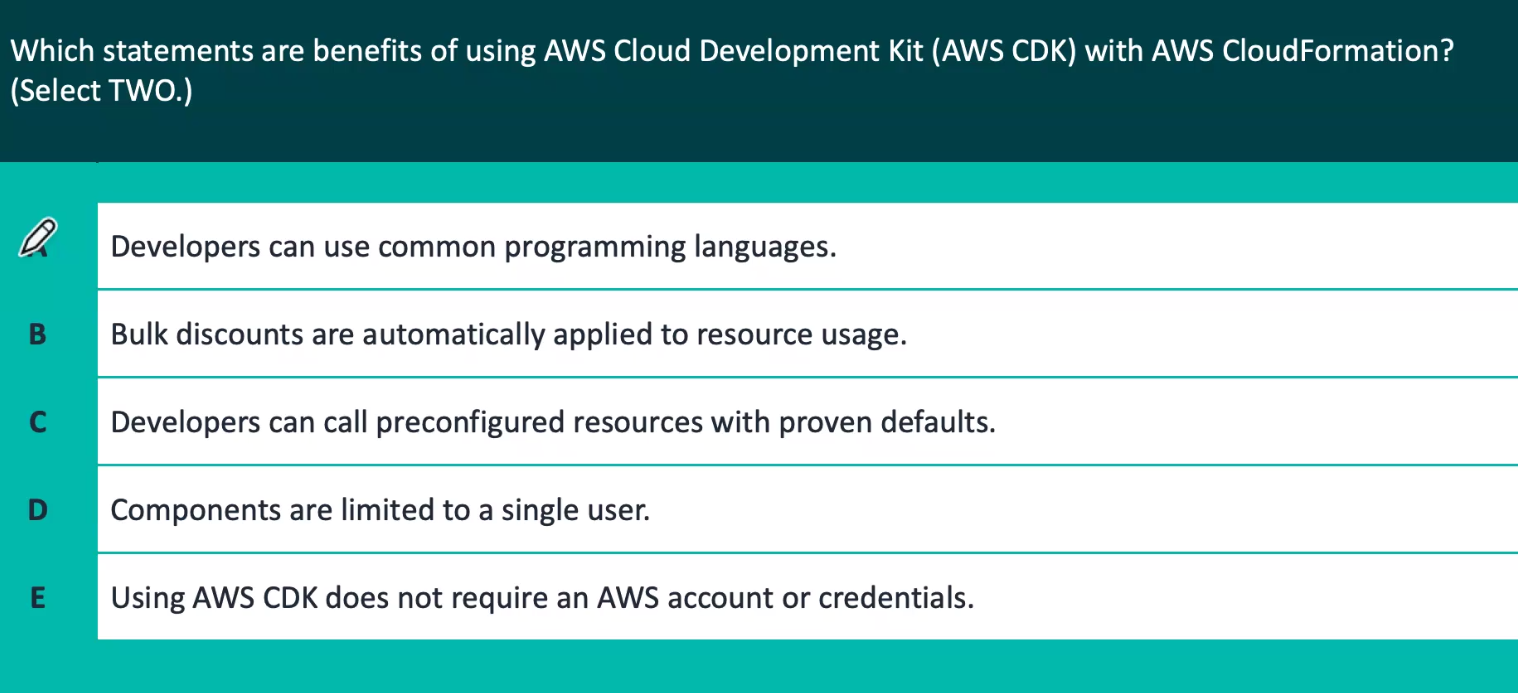 Which statements are benefits of using AWS Cloud Development Kit (AWS CDK) with AWS CloudFormation?
(Select TWO.)
A Developers can use common programming languages.
B Bulk discounts are automatically applied to resource usage.
C Developers can call preconfigured resources with proven defaults.
D Components are limited to a single user.
E Using AWS CDK does not require an AWS account or credentials.